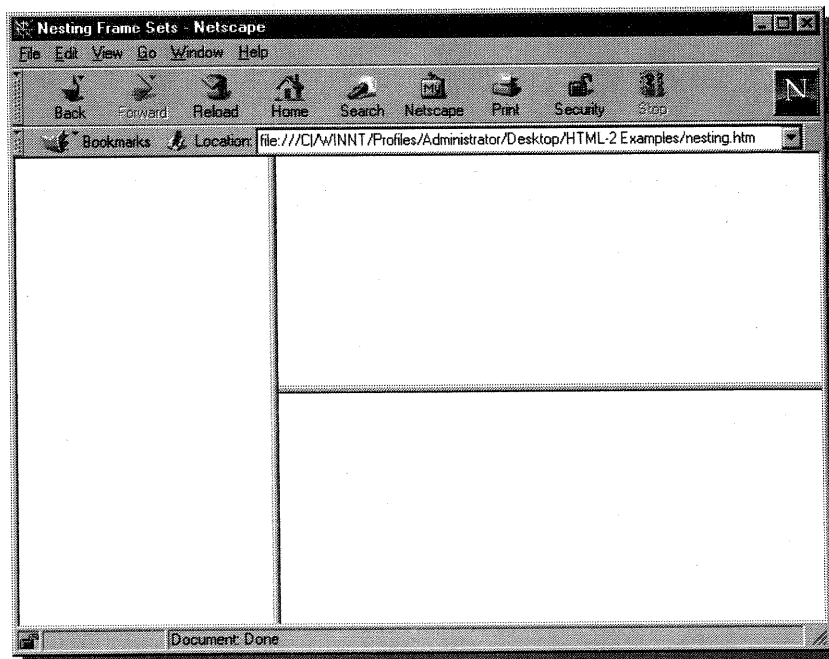 Nesting Frame Sets - Netscape
File Edit View Go Window Help
Back Forward Reload Home Search Netscape Print Security Stop
N
Bookmarks Location: file:///C|/WINNT/Profiles/Administrator/Desktop/HTML-2 Examples/nesting.htm
Document: Done